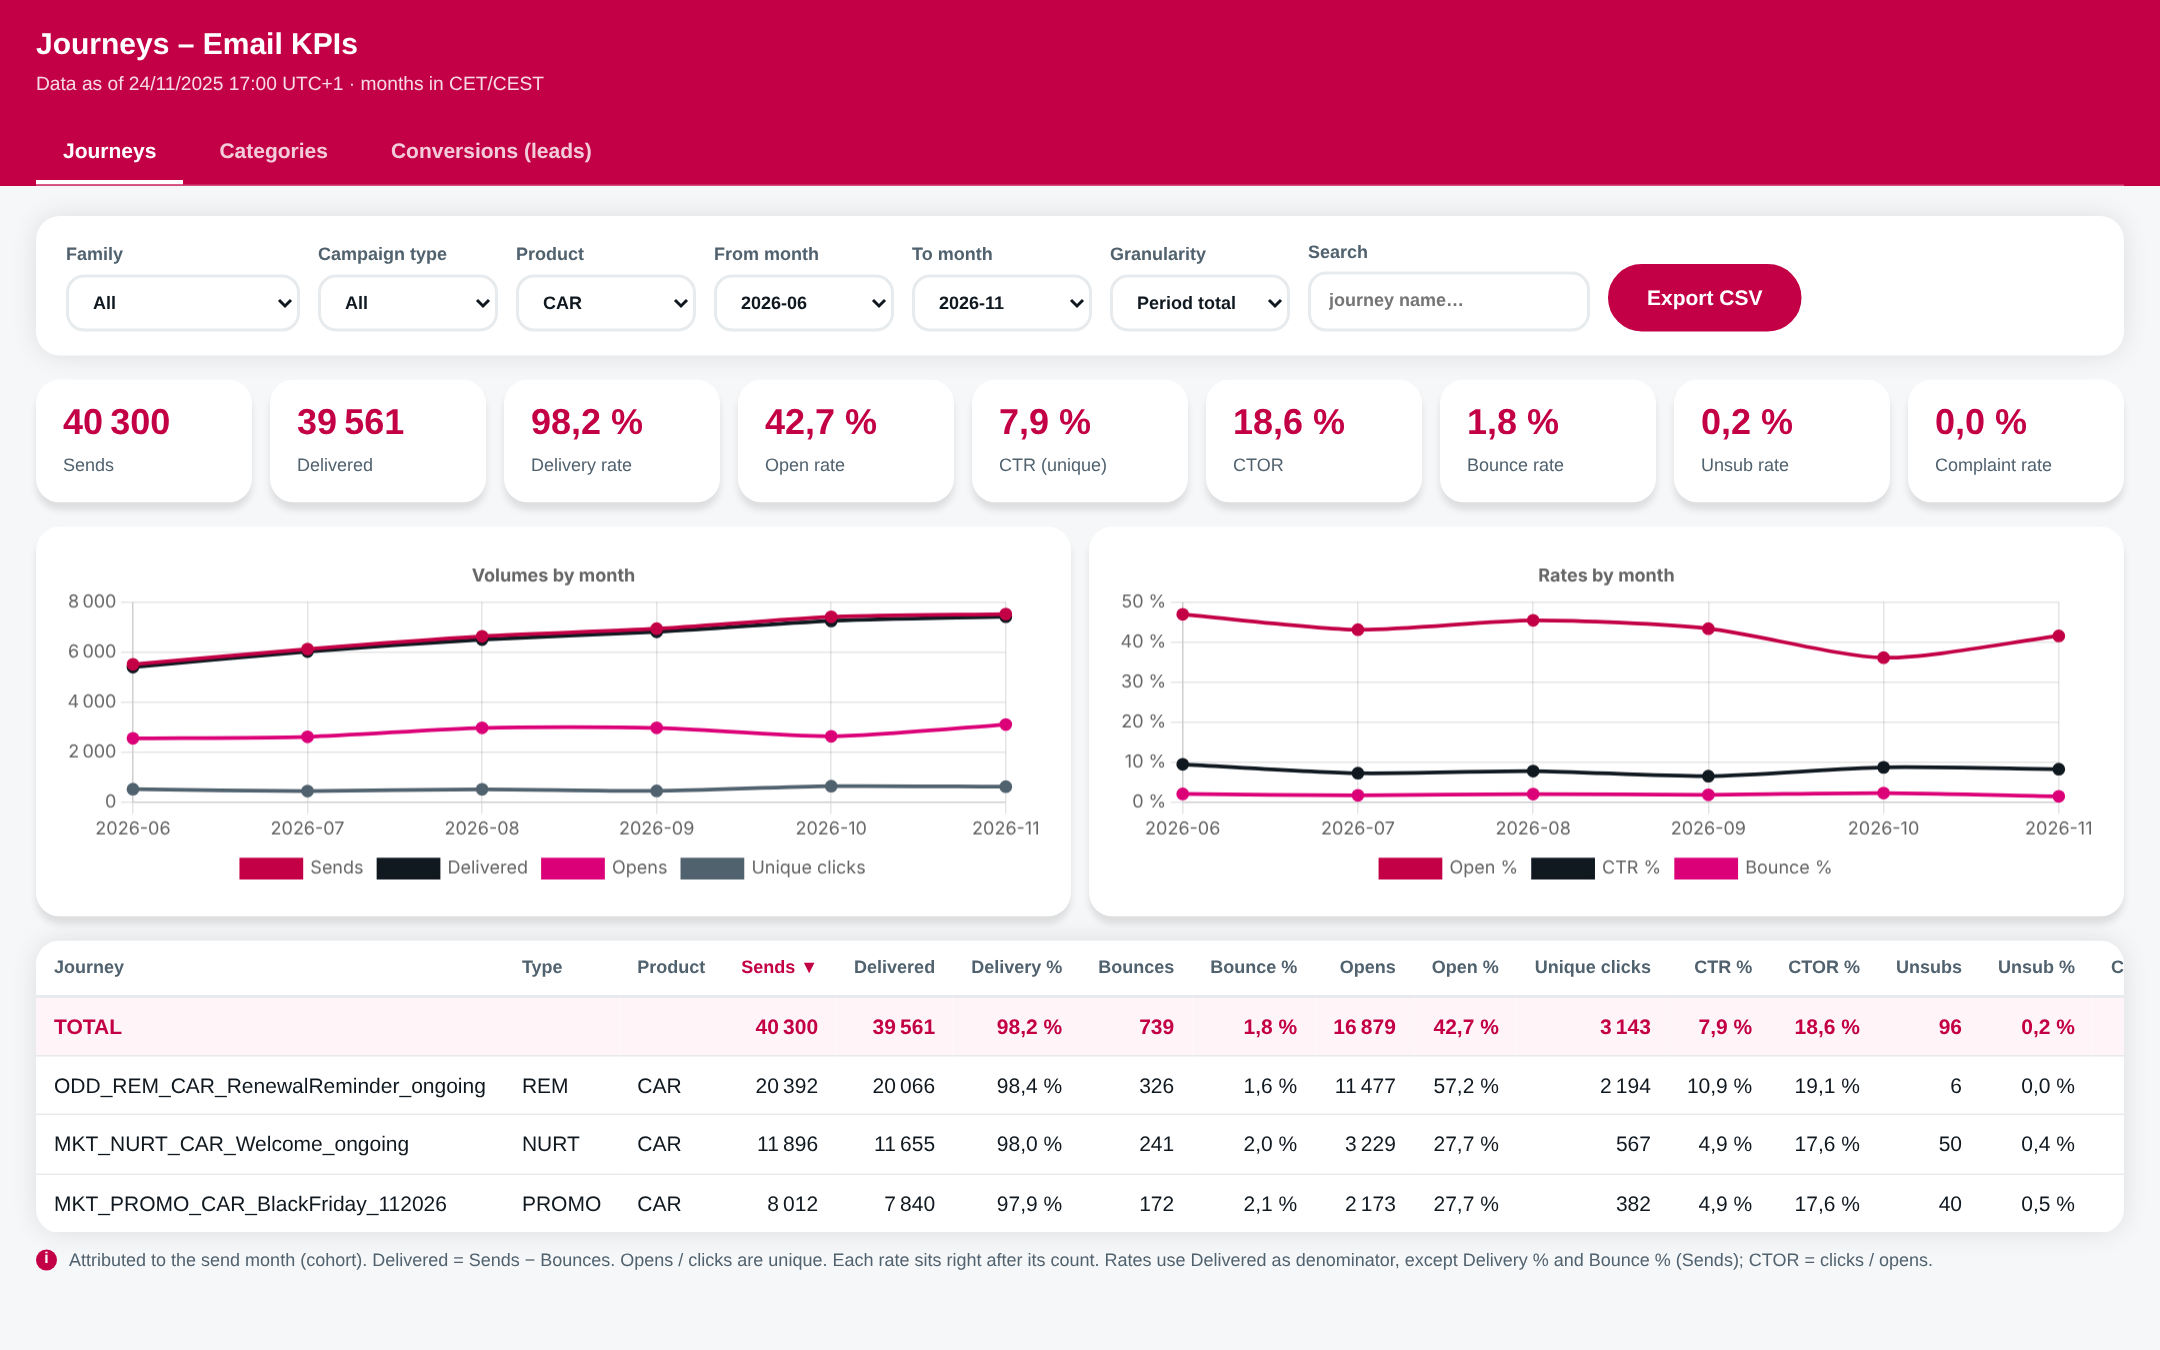 Journeys – Email KPIs
Data as of 24/11/2025 17:00 UTC+1 · months in CET/CEST
Journeys Categories Conversions (leads)
Family Campaign type Product From month To month Granularity Search
All All CAR 2026-06 2026-11 Period total journey name… Export CSV
40 300 39 561 98,2 % 42,7 % 7,9 % 18,6 % 1,8 % 0,2 % 0,0 %
Sends Delivered Delivery rate Open rate CTR (unique) CTOR Bounce rate Unsub rate Complaint rate
Volumes by month
8 000
6 000
4 000
2 000
0
2026-06 2026-07 2026-08 2026-09 2026-10 2026-11
Sends Delivered Opens Unique clicks
Rates by month
50 %
40 %
30 %
20 %
10 %
0 %
2026-06 2026-07 2026-08 2026-09 2026-10 2026-11
Open % CTR % Bounce %
Journey Type Product Sends ▼ Delivered Delivery % Bounces Bounce % Opens Open % Unique clicks CTR % CTOR % Unsubs Unsub % C
TOTAL 40 300 39 561 98,2 % 739 1,8 % 16 879 42,7 % 3 143 7,9 % 18,6 % 96 0,2 %
ODD_REM_CAR_RenewalReminder_ongoing REM CAR 20 392 20 066 98,4 % 326 1,6 % 11 477 57,2 % 2 194 10,9 % 19,1 % 6 0,0 %
MKT_NURT_CAR_Welcome_ongoing NURT CAR 11 896 11 655 98,0 % 241 2,0 % 3 229 27,7 % 567 4,9 % 17,6 % 50 0,4 %
MKT_PROMO_CAR_BlackFriday_112026 PROMO CAR 8 012 7 840 97,9 % 172 2,1 % 2 173 27,7 % 382 4,9 % 17,6 % 40 0,5 %
i Attributed to the send month (cohort). Delivered = Sends − Bounces. Opens / clicks are unique. Each rate sits right after its count. Rates use Delivered as denominator, except Delivery % and Bounce % (Sends); CTOR = clicks / opens.